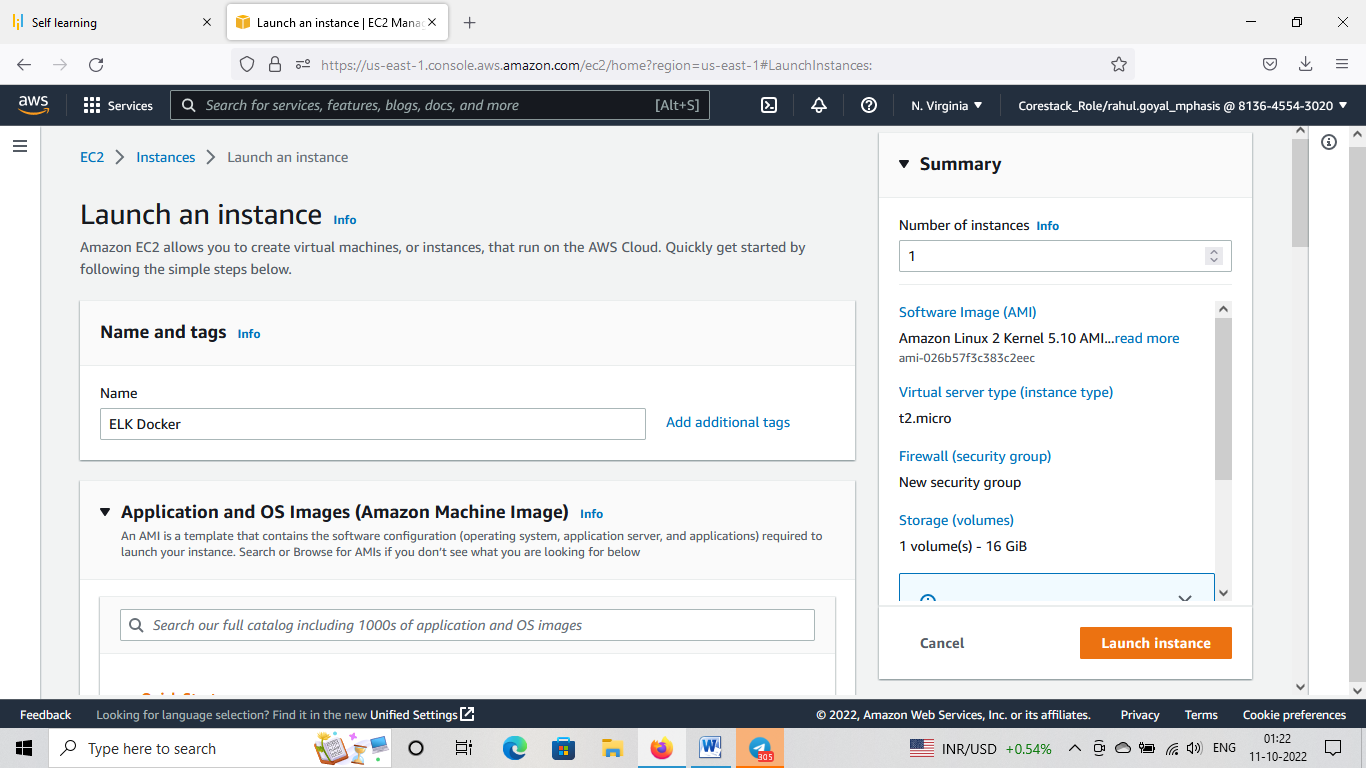 Self learning
Launch an instance | EC2 Mana
https://us-east-1.console.aws.amazon.com/ec2/home?region=us-east-1#LaunchInstances:
aws
Services
Search for services, features, blogs, docs, and more
[Alt+S]
N. Virginia
Corestack_Role/rahul.goyal_mphasis @ 8136-4554-3020
EC2
Instances
Launch an instance
Launch an instance Info
Amazon EC2 allows you to create virtual machines, or instances, that run on the AWS Cloud. Quickly get started by
following the simple steps below.
Name and tags Info
Name
ELK Docker
Add additional tags
Application and OS Images (Amazon Machine Image) Info
An AMI is a template that contains the software configuration (operating system, application server, and applications) required to
launch your instance. Search or Browse for AMIs if you don't see what you are looking for below
Search our full catalog including 1000s of application and OS images
Quick Start
Summary
Number of instances Info
1
Software Image (AMI)
Amazon Linux 2 Kernel 5.10 AMI...read more
ami-026b57f3c383c2eec
Virtual server type (instance type)
t2.micro
Firewall (security group)
New security group
Storage (volumes)
1 volume(s) - 16 GiB
Cancel
Launch instance
Feedback
Looking for language selection? Find it in the new Unified Settings
© 2022, Amazon Web Services, Inc. or its affiliates.
Privacy
Terms
Cookie preferences
Type here to search
305
INR/USD +0.54%
ENG
01:22
11-10-2022